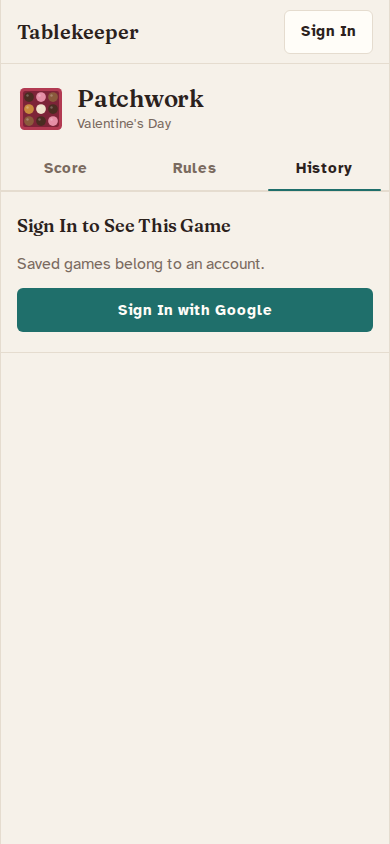 Tablekeeper
Sign In
Patchwork
Valentine's Day
Score
Rules
History
Sign In to See This Game
Saved games belong to an account.
Sign In with Google